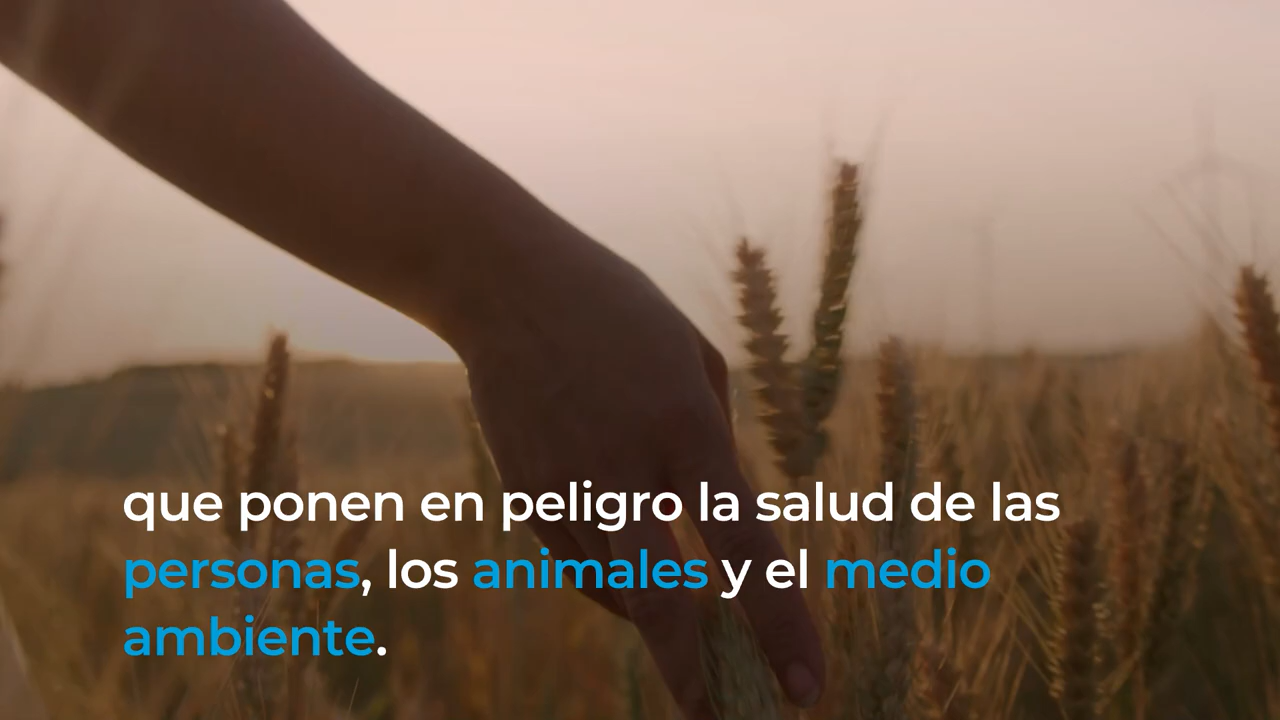 que ponen en peligro la salud de las
personas, los animales y el medio
ambiente.